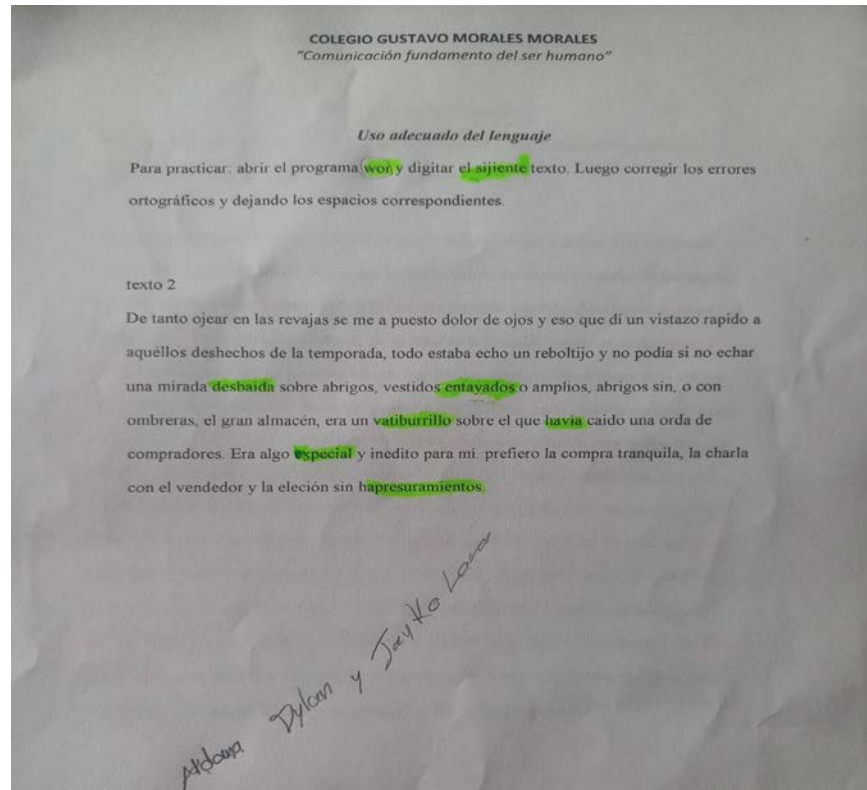 COLEGIO GUSTAVO MORALES MORALES
"Comunicación fundamento del ser humano"
Uso adecuado del lenguaje
Para practicar: abrir el programa won y digitar el sijiente texto. Luego corregir los errores
ortográficos y dejando los espacios correspondientes.
texto 2
De tanto ojear en las revajas se me a puesto dolor de ojos y eso que di un vistazo rapido a
aquéllos deshechos de la temporada, todo estaba echo un reboltijo y no podía si no echar
una mirada desbaida sobre abrigos, vestidos entayados o amplios, abrigos sin, o con
ombreras, el gran almacén, era un vatiburrillo sobre el que havia caido una orda de
compradores. Era algo expecial y inedito para mí. prefiero la compra tranquila, la charla
con el vendedor y la eleción sin hapresuramientos.
Dylan y Jayko Lara